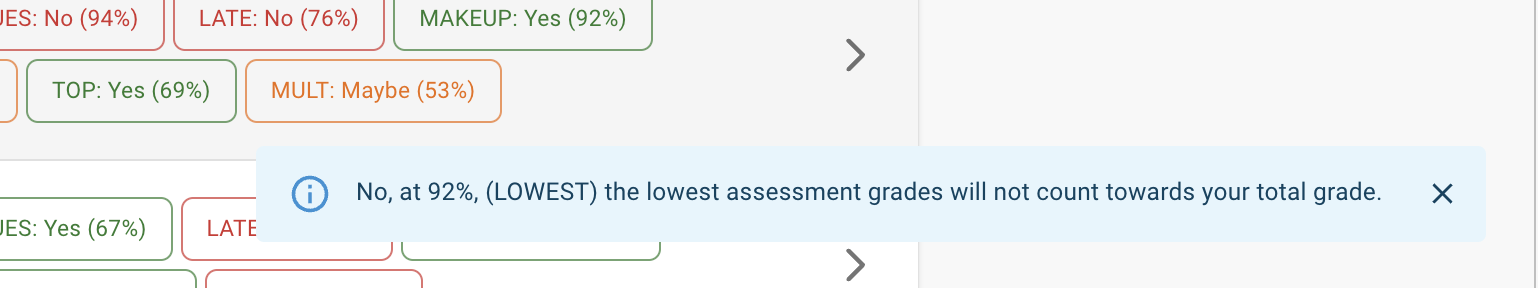 UES: No (94%) LATE: No (76%) MAKEUP: Yes (92%)
TOP: Yes (69%) MULT: Maybe (53%)
No, at 92%, (LOWEST) the lowest assessment grades will not count towards your total grade.
UES: Yes (67%) LATE